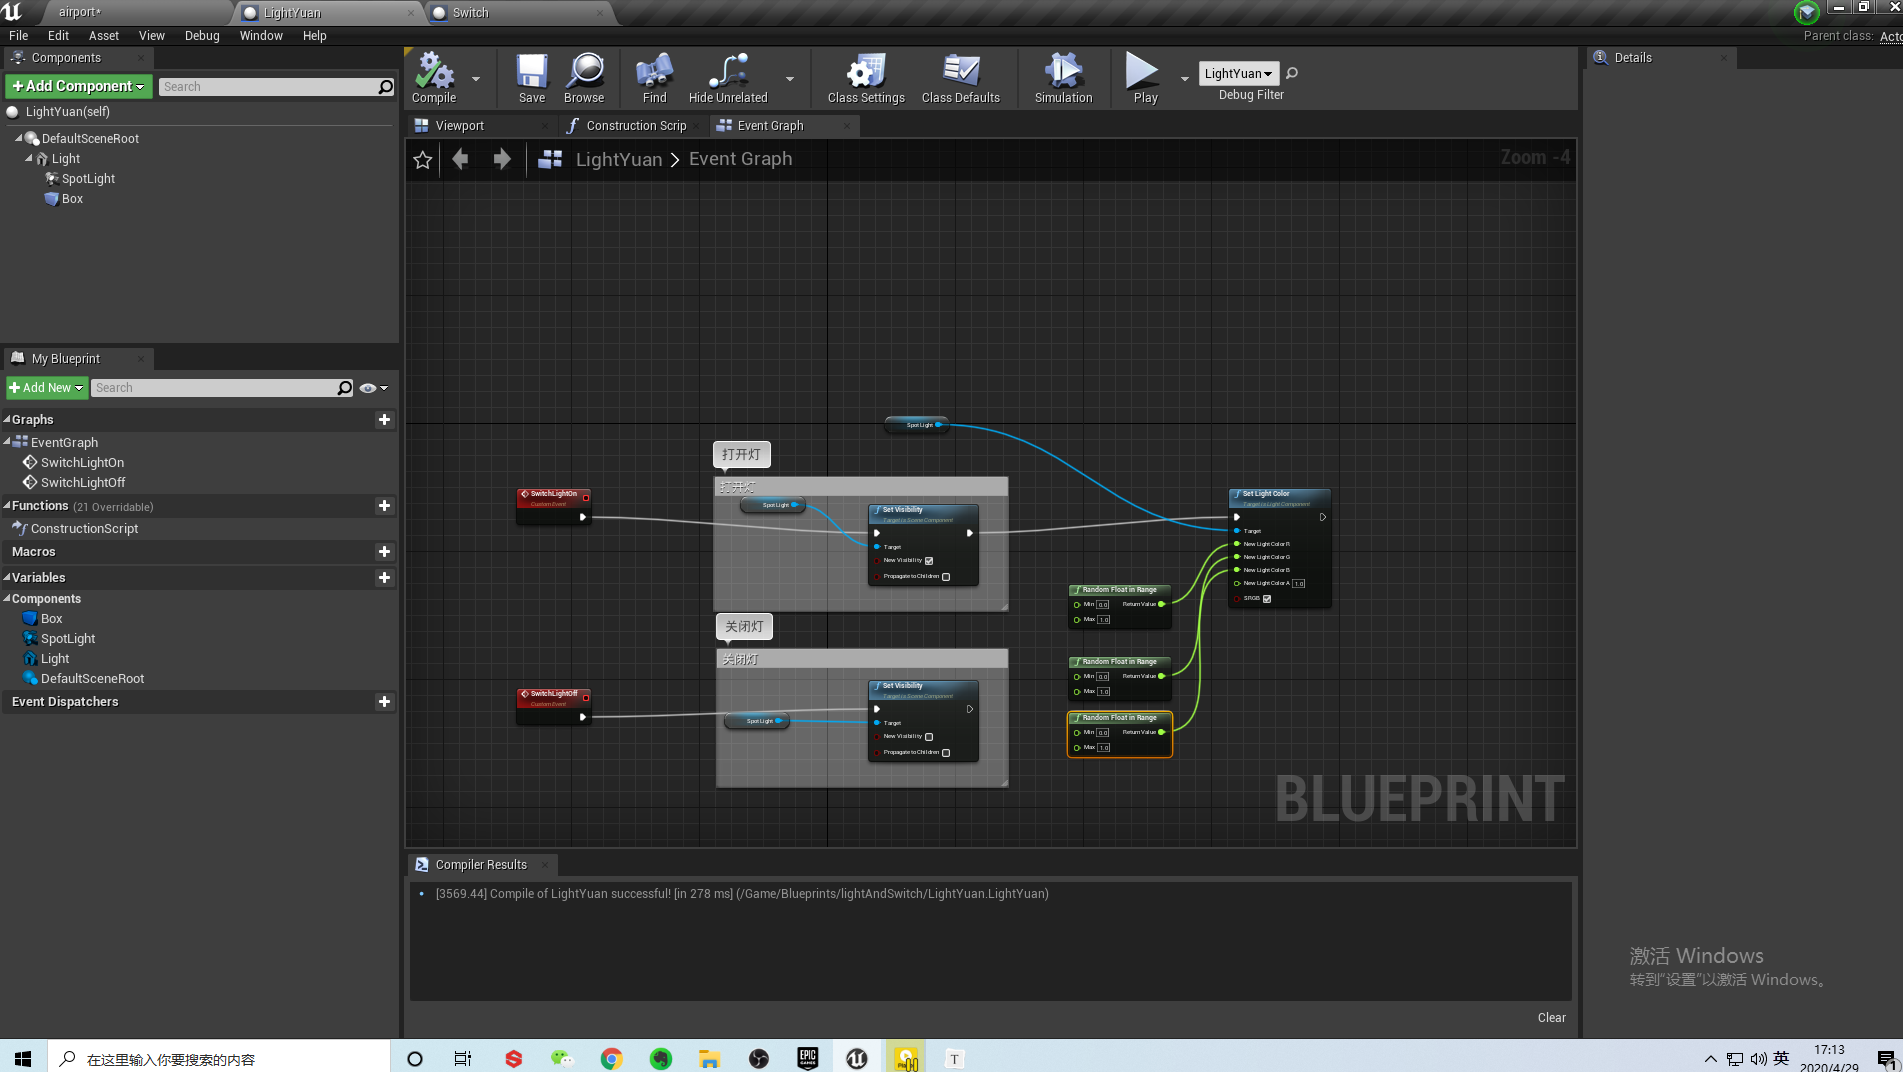 airport*
LightYuan
Switch
File Edit Asset View Debug Window Help
Parent class: Acto
Components
Add Component
Search
LightYuan(self)
DefaultSceneRoot
Light
SpotLight
Box
Compile
Save
Browse
Find
Hide Unrelated
Class Settings
Class Defaults
Simulation
Play
LightYuan
Debug Filter
Details
Viewport
Construction Scrip
Event Graph
LightYuan > Event Graph
Zoom -4
My Blueprint
Add New
Search
Graphs
EventGraph
SwitchLightOn
SwitchLightOff
Functions (21 Overridable)
ConstructionScript
Macros
Variables
Components
Box
SpotLight
Light
DefaultSceneRoot
Event Dispatchers
Spot Light
打开灯
打开灯
SwitchLightOn
Custom Event
Spot Light
Set Visibility
Target is Scene Component
Target
New Visibility
Propagate to Children
Set Light Color
Target is Light Component
Target
New Light Color R
New Light Color G
New Light Color B
New Light Color A 1.0
SRGB
Random Float in Range
Min 0.0 Return Value
Max 1.0
关闭灯
关闭灯
SwitchLightOff
Custom Event
Spot Light
Set Visibility
Target is Scene Component
Target
New Visibility
Propagate to Children
Random Float in Range
Min 0.0 Return Value
Max 1.0
Random Float in Range
Min 0.0 Return Value
Max 1.0
BLUEPRINT
Compiler Results
[3569.44] Compile of LightYuan successful! [in 278 ms] (/Game/Blueprints/lightAndSwitch/LightYuan.LightYuan)
Clear
激活 Windows
转到“设置”以激活 Windows。
在这里输入你要搜索的内容
EPIC GAMES
T
英
17:13
2020/4/29
1